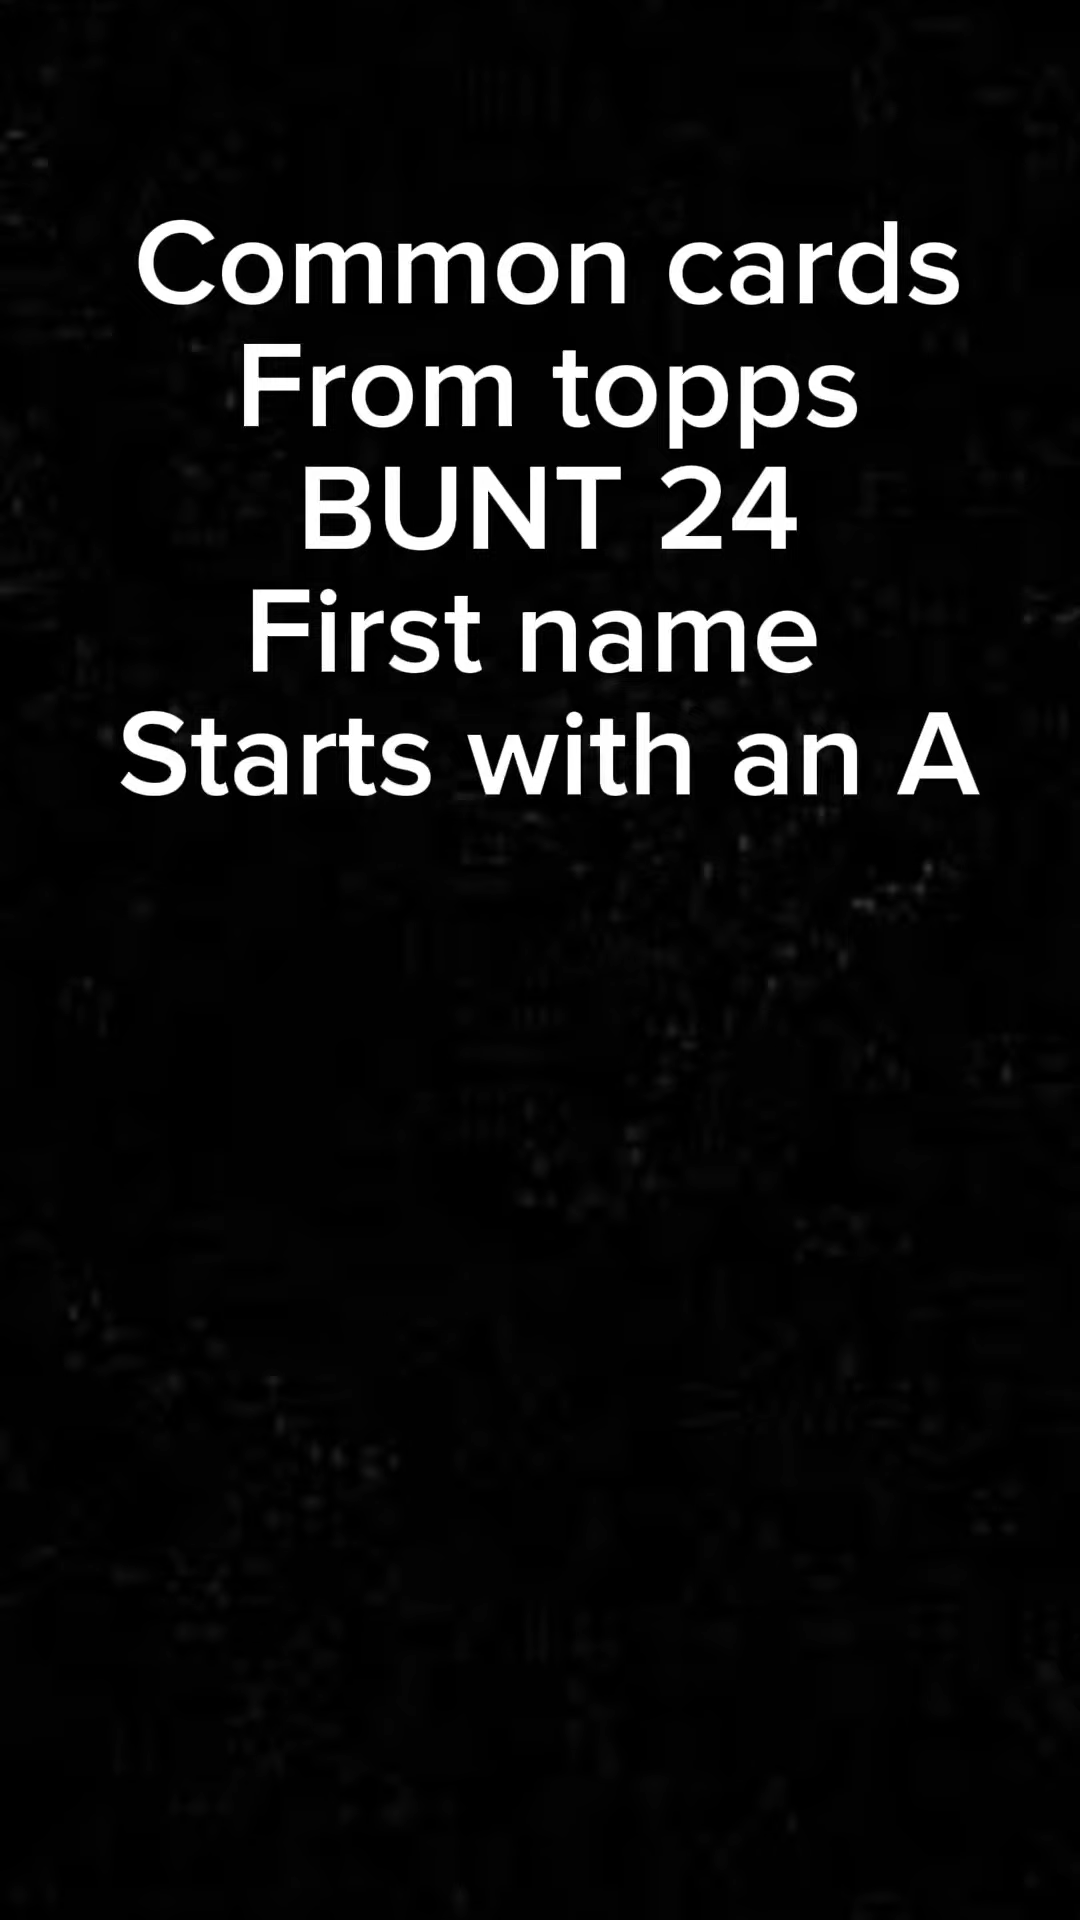 Common cards
From topps
BUNT 24
First name
Starts with an A